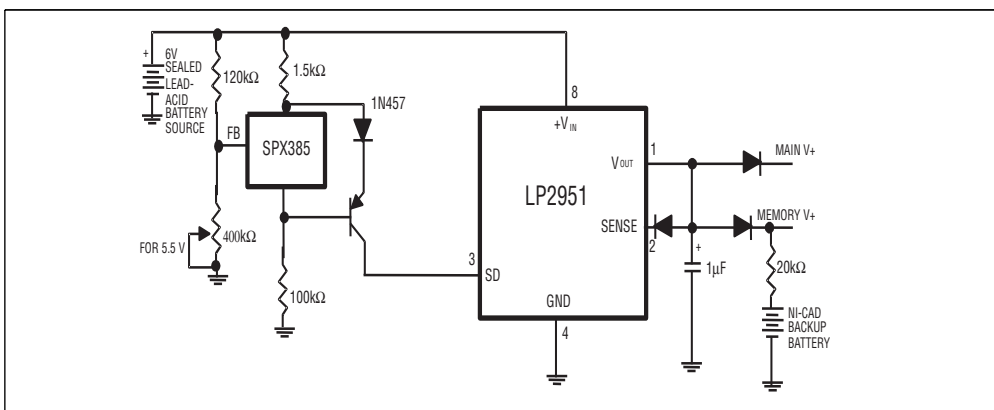 +
6V
SEALED
LEAD-
ACID
BATTERY
SOURCE
120kΩ
1.5kΩ
1N457
FB
SPX385
FOR 5.5 V
400kΩ
100kΩ
8
+VIN
1
VOUT
LP2951
SENSE
2
3
SD
GND
4
MAIN V+
MEMORY V+
+
1µF
20kΩ
NI-CAD
BACKUP
BATTERY